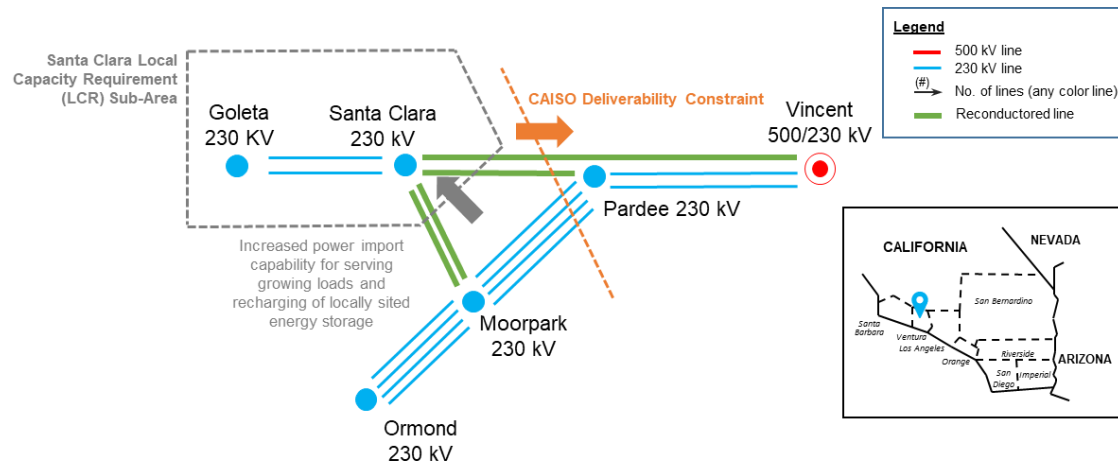 Santa Clara Local
Capacity Requirement
(LCR) Sub-Area
Goleta
230 KV
Santa Clara
230 kV
CAISO Deliverability Constraint
Vincent
500/230 kV
Pardee 230 kV
Increased power import
capability for serving
growing loads and
recharging of locally sited
energy storage
Moorpark
230 kV
Ormond
230 kV
Legend
500 kV line
230 kV line
(#)
No. of lines (any color line)
Reconductored line
CALIFORNIA
NEVADA
San Bernardino
Santa
Barbara
Ventura
Los Angeles
Orange
Riverside
ARIZONA
San
Diego
Imperial